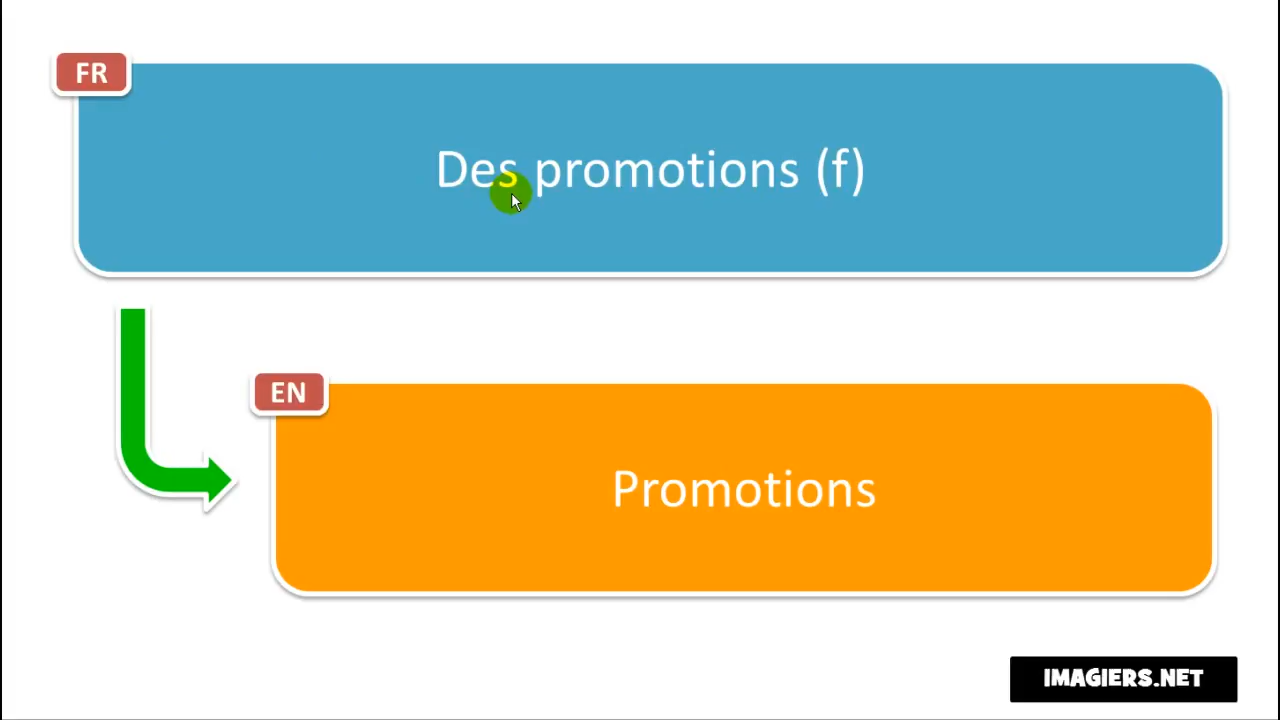 FR
Des promotions (f)
EN
Promotions
IMAGIERS.NET